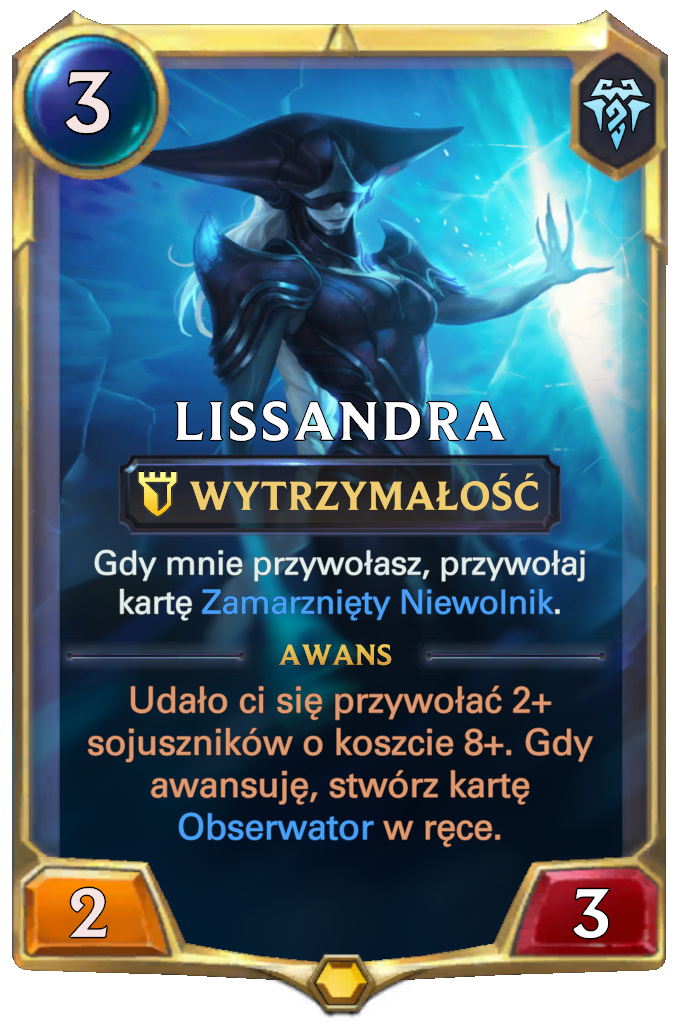 3
LISSANDRA
WYTRZYMAŁOŚĆ
Gdy mnie przywołasz, przywołaj
kartę Zamarznięty Niewolnik.
AWANS
Udało ci się przywołać 2+
sojuszników o koszcie 8+. Gdy
awansuję, stwórz kartę
Obserwator w ręce.
2
3